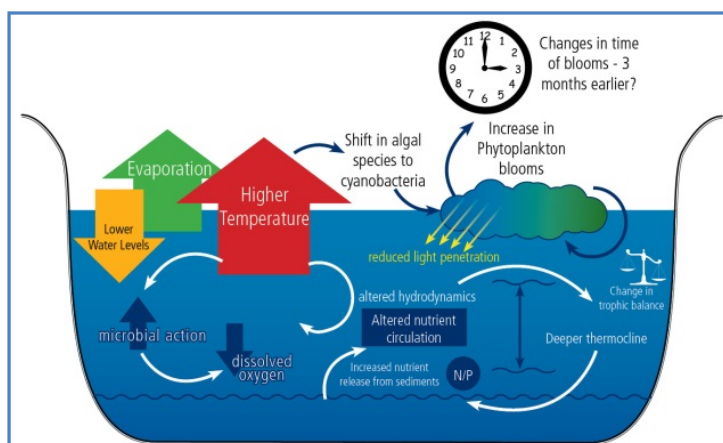 12
11
1
10
2
9
3
8
4
7
5
6
Changes in time
of blooms - 3
months earlier?
Evaporation
Higher
Temperature
Lower
Water Levels
Shift in algal
species to
cyanobacteria
Increase in
Phytoplankton
blooms
reduced light penetration
altered hydrodynamics
Altered nutrient
circulation
Change in
trophic balance
Deeper thermocline
microbial action
dissolved
oxygen
Increased nutrient
release from sediments
N/P